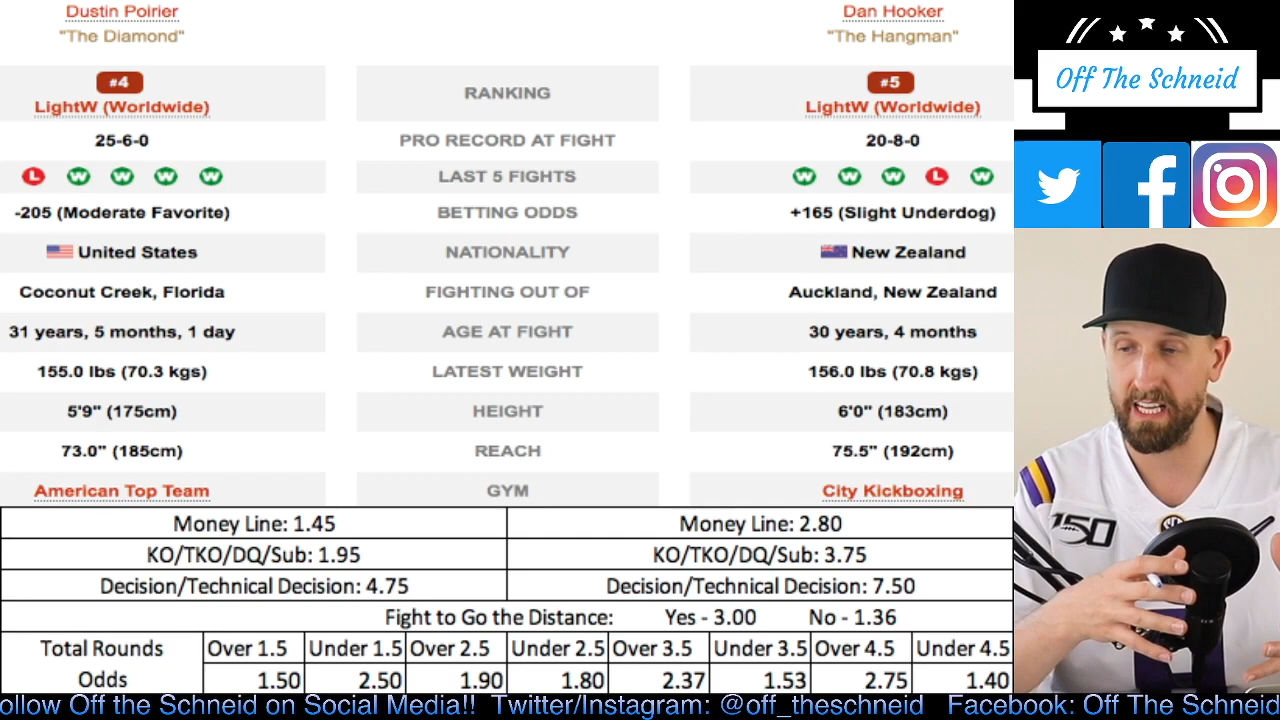 Dustin Poirier
"The Diamond"
Dan Hooker
"The Hangman"
#4
LightW (Worldwide)
RANKING
#5
LightW (Worldwide)
25-6-0
PRO RECORD AT FIGHT
20-8-0
L W W W W
LAST 5 FIGHTS
W W W L W
-205 (Moderate Favorite)
BETTING ODDS
+165 (Slight Underdog)
United States
NATIONALITY
New Zealand
Coconut Creek, Florida
FIGHTING OUT OF
Auckland, New Zealand
31 years, 5 months, 1 day
AGE AT FIGHT
30 years, 4 months
155.0 lbs (70.3 kgs)
LATEST WEIGHT
156.0 lbs (70.8 kgs)
5'9" (175cm)
HEIGHT
6'0" (183cm)
73.0" (185cm)
REACH
75.5" (192cm)
American Top Team
GYM
City Kickboxing
Money Line: 1.45
Money Line: 2.80
KO/TKO/DQ/Sub: 1.95
KO/TKO/DQ/Sub: 3.75
Decision/Technical Decision: 4.75
Decision/Technical Decision: 7.50
Fight to Go the Distance: Yes - 3.00 No - 1.36
Total Rounds Over 1.5 Under 1.5 Over 2.5 Under 2.5 Over 3.5 Under 3.5 Over 4.5 Under 4.5
Odds 1.50 2.50 1.90 1.80 2.37 1.53 2.75 1.40
Off The Schneid
150
ollow Off the Schneid on Social Media!! Twitter/Instagram: @off_theschneid Facebook: Off The Schneid